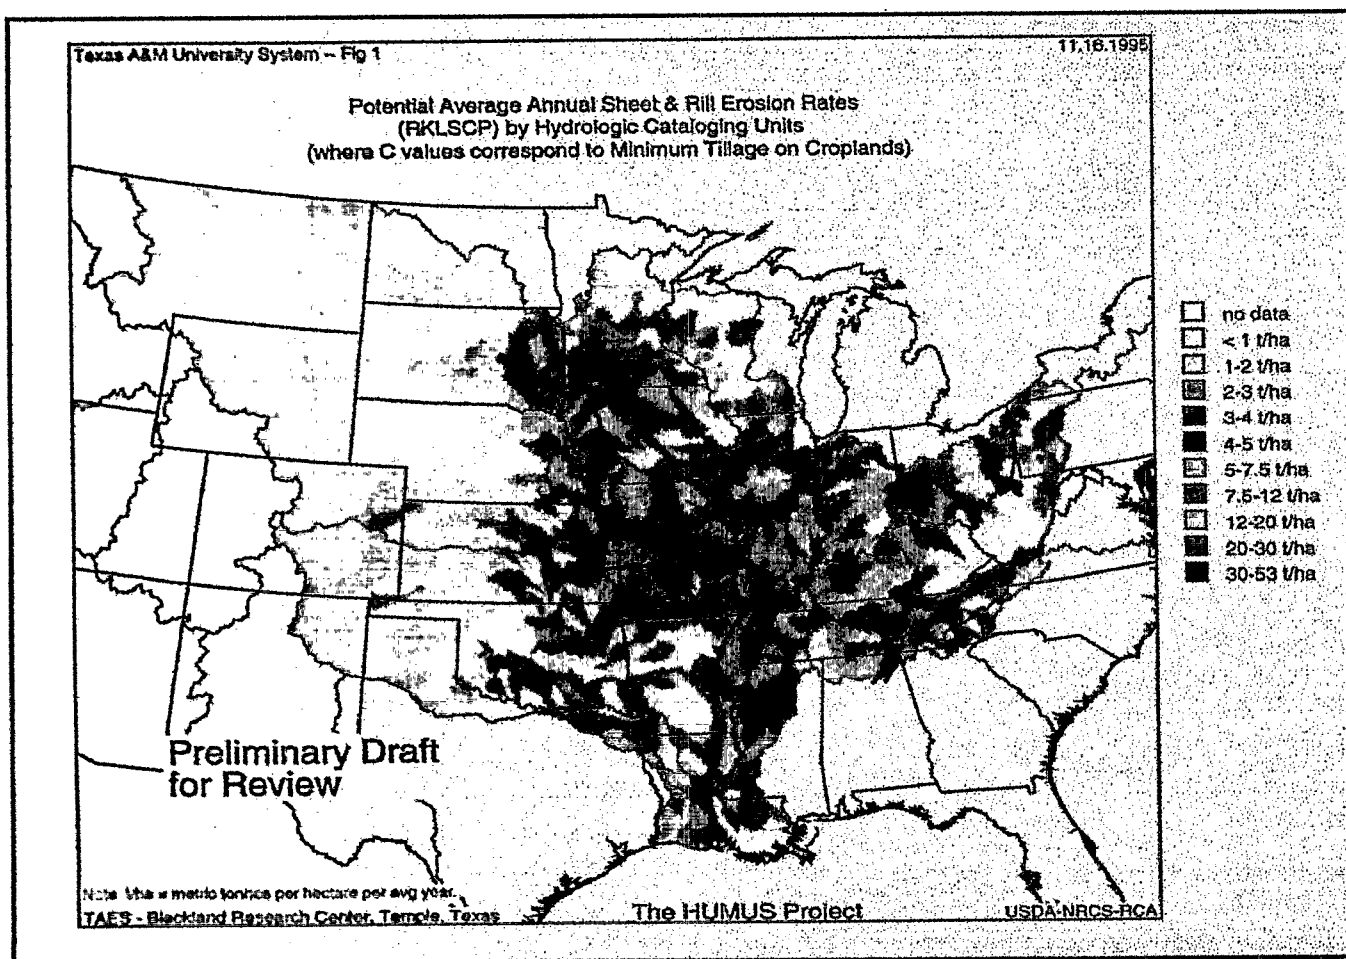 Texas A&M University System -- Fig 1
11.16.1995
Potential Average Annual Sheet & Rill Erosion Rates
(RKLSCP) by Hydrologic Cataloging Units
(where C values correspond to Minimum Tillage on Croplands)
no data
< 1 t/ha
1-2 t/ha
2-3 t/ha
3-4 t/ha
4-5 t/ha
5-7.5 t/ha
7.5-12 t/ha
12-20 t/ha
20-30 t/ha
30-53 t/ha
Preliminary Draft
for Review
Note t/ha = metric tonnes per hectare per avg year.
TAES - Blackland Research Center, Temple, Texas
The HUMUS Project
USDA-NRCS-RCA